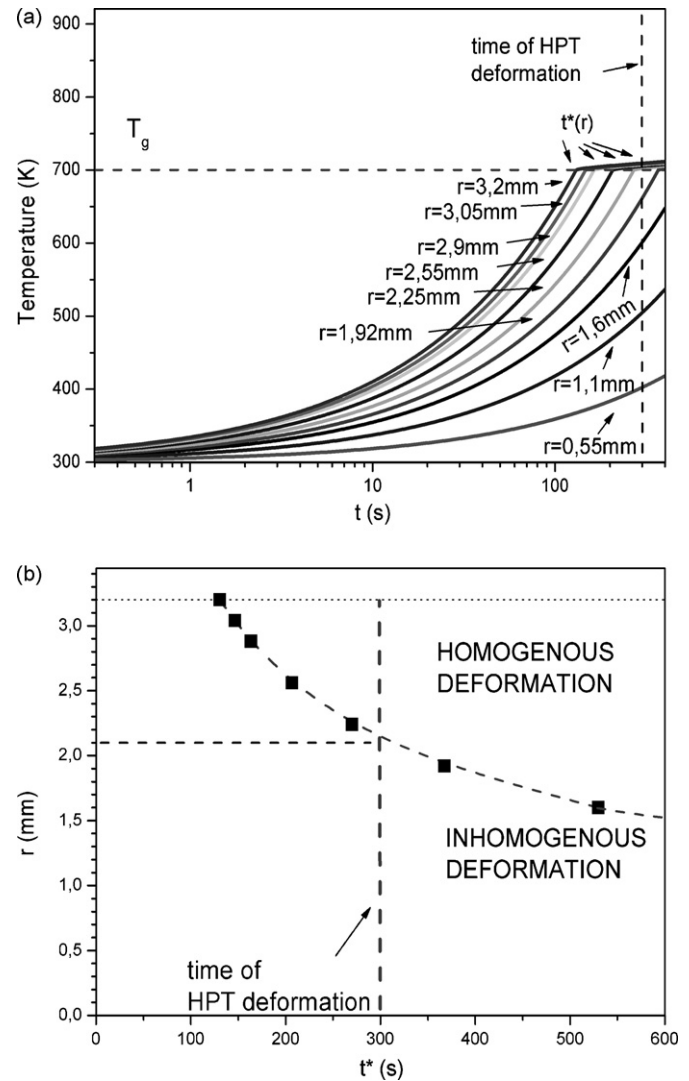 (a)
900
800
700
600
500
400
300
Temperature (K)
T_g
time of HPT
deformation
t*(r)
r=3,2mm
r=3,05mm
r=2,9mm
r=2,55mm
r=2,25mm
r=1,92mm
r=1,6mm
r=1,1mm
r=0,55mm
1 10 100
t (s)
(b)
3,0
2,5
2,0
1,5
1,0
0,5
0,0
r (mm)
HOMOGENOUS
DEFORMATION
INHOMOGENOUS
DEFORMATION
time of
HPT deformation
0 100 200 300 400 500 600
t* (s)